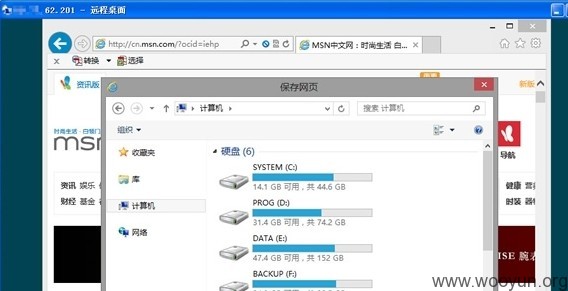 62.201 - 远程桌面
http://cn.msn.com/?ocid=iehp
MSN中文网：时尚生活 白...
x 转换 选择
资讯版
新版
保存网页
计算机
搜索 计算机
组织
收藏夹
库
计算机
网络
硬盘 (6)
SYSTEM (C:)
14.1 GB 可用，共 44.6 GB
PROG (D:)
31.4 GB 可用，共 74.2 GB
DATA (E:)
47.4 GB 可用，共 152 GB
BACKUP (F:)
时尚生活·白领门
msn
导航
资讯 娱乐
财经 基金
健康
时装
ISE 腕表
www.wooyun.org